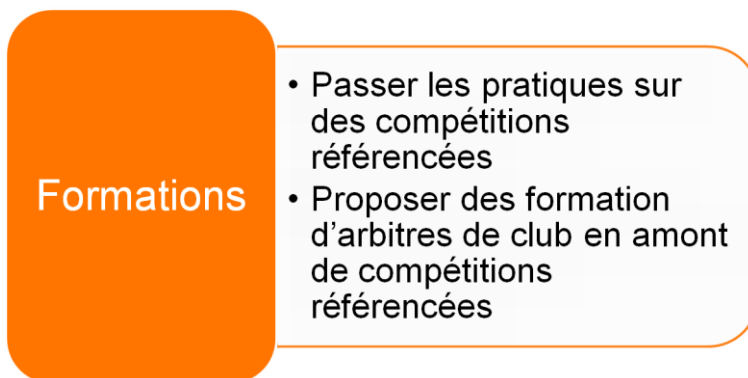 Formations
• Passer les pratiques sur
des compétitions
référencées
• Proposer des formation
d’arbitres de club en amont
de compétitions
référencées